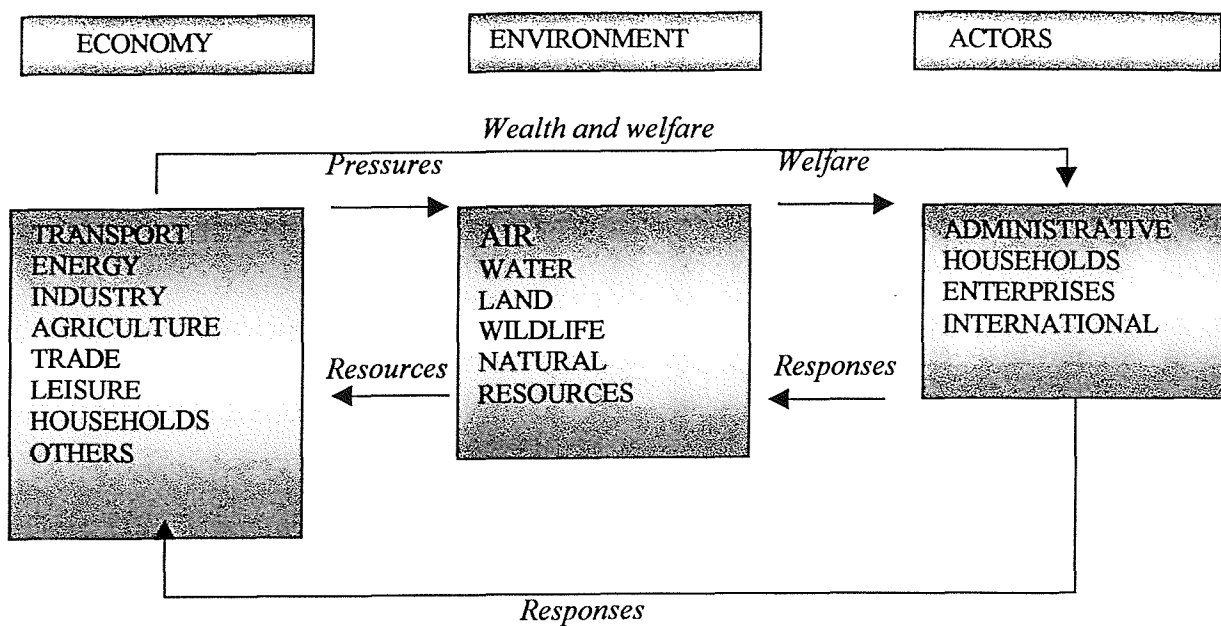 ECONOMY
ENVIRONMENT
ACTORS
Wealth and welfare
Pressures
Welfare
TRANSPORT
ENERGY
INDUSTRY
AGRICULTURE
TRADE
LEISURE
HOUSEHOLDS
OTHERS
Resources
AIR
WATER
LAND
WILDLIFE
NATURAL
RESOURCES
Responses
ADMINISTRATIVE
HOUSEHOLDS
ENTERPRISES
INTERNATIONAL
Responses